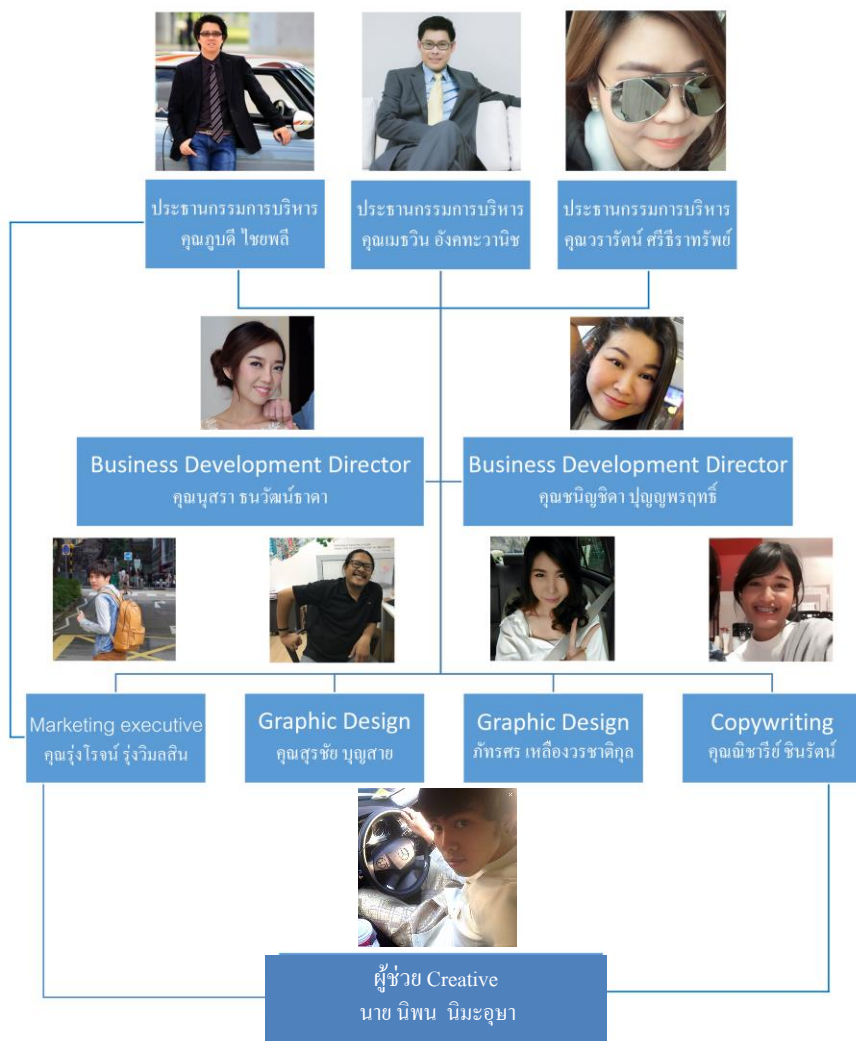 ประธานกรรมการบริหาร
คุณภูบดี ไชยพลี
ประธานกรรมการบริหาร
คุณเมธวิน อังคทะวานิช
ประธานกรรมการบริหาร
คุณวรารัตน์ ศรีธีราทรัพย์
Business Development Director
คุณนุสรา ธนวัฒน์ธาดา
Business Development Director
คุณชนิญชิดา ปุญญพรฤทธิ์
Marketing executive
คุณรุ่งโรจน์ รุ่งวิมลสิน
Graphic Design
คุณสุรชัย บุญสาย
Graphic Design
ภัทรศร เหลืองวรชาติกุล
Copywriting
คุณณิชารีย์ ชินรัตน์
ผู้ช่วย Creative
นาย นิพน นิมะอุษา